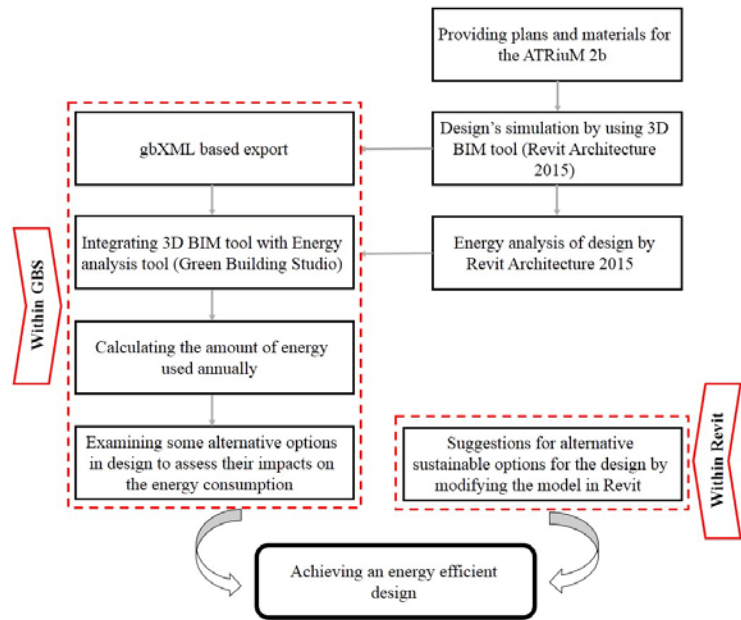 Providing plans and materials for
the ATRiuM 2b
gbXML based export
Design's simulation by using 3D
BIM tool (Revit Architecture
2015)
Integrating 3D BIM tool with Energy
analysis tool (Green Building Studio)
Energy analysis of design by
Revit Architecture 2015
Within GBS
Calculating the amount of energy
used annually
Examining some alternative options
in design to assess their impacts on
the energy consumption
Suggestions for alternative
sustainable options for the design by
modifying the model in Revit
Within Revit
Achieving an energy efficient
design